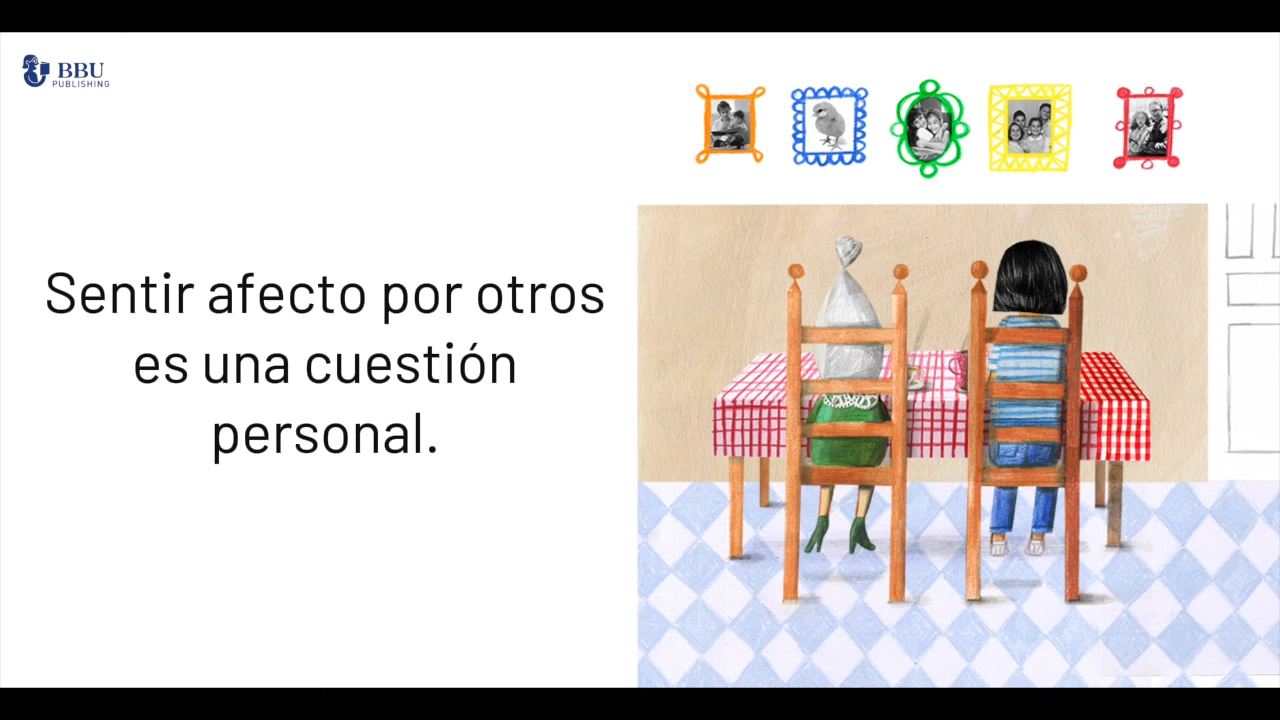 BBU
PUBLISHING
Sentir afecto por otros
es una cuestión
personal.